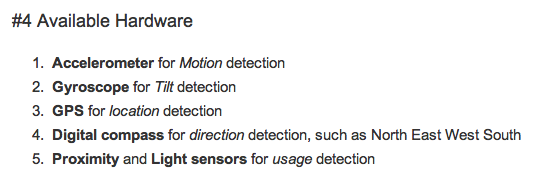 #4 Available Hardware
1. Accelerometer for Motion detection
2. Gyroscope for Tilt detection
3. GPS for location detection
4. Digital compass for direction detection, such as North East West South
5. Proximity and Light sensors for usage detection